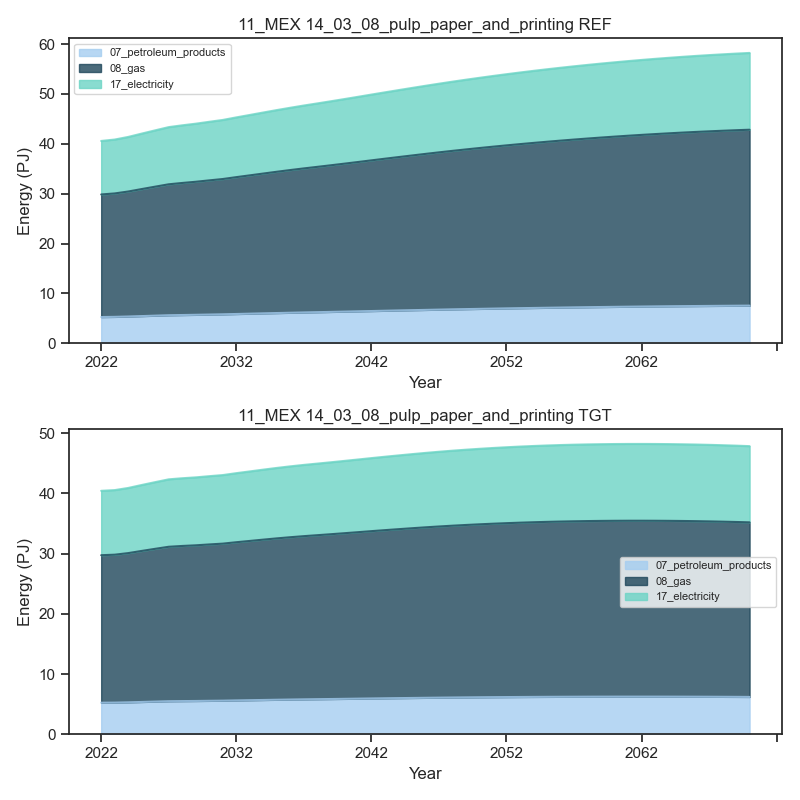 11_MEX 14_03_08_pulp_paper_and_printing REF
07_petroleum_products
08_gas
17_electricity
Energy (PJ)
60
50
40
30
20
10
0
2022 2032 2042 2052 2062
Year
11_MEX 14_03_08_pulp_paper_and_printing TGT
Energy (PJ)
50
40
30
20
10
0
07_petroleum_products
08_gas
17_electricity
2022 2032 2042 2052 2062
Year